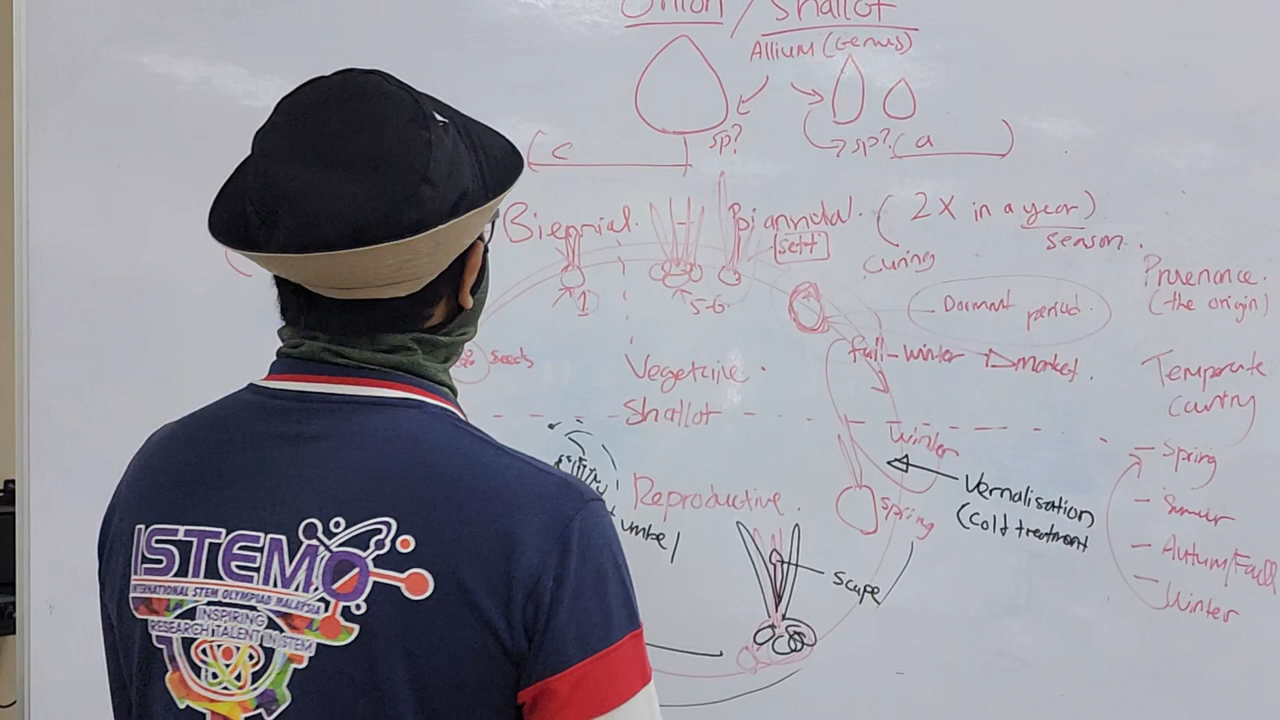 Onion / Shallot
Allium (Genus)
sp?
sp? ( a )
( c )
Biennial.
Biannual. ( 2X in a year)
season.
sett
Curing
1
5-6.
Dormant period.
Pruenance.
(the origin)
Seeds
Vegetative.
fall-winter market.
Temperate
Country
Shallot
winter
Spring
Reproductive.
Vernalisation
(Cold treatment
spring
Sumer
umbel
Autum/Fall
scape
Winter
ISTEMO
INTERNATIONAL STEM OLYMPIAD MALAYSIA
INSPIRING
RESEARCH TALENT IN STEM